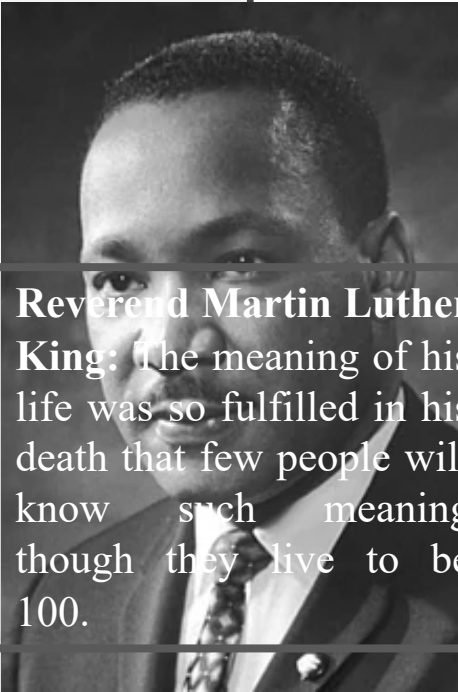 Reverend Martin Luther
King: The meaning of his
life was so fulfilled in his
death that few people will
know such meaning
though they live to be
100.